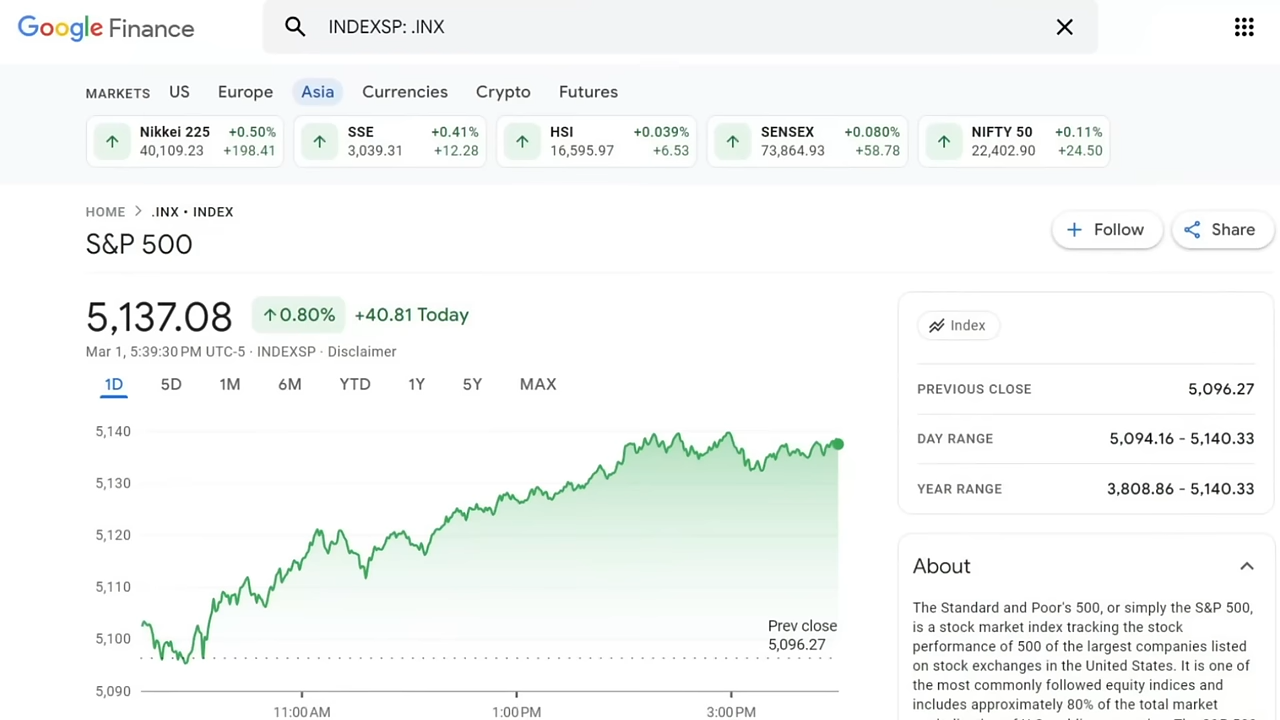 Google Finance
INDEXSP: .INX
MARKETS US Europe Asia Currencies Crypto Futures
Nikkei 225 +0.50%
40,109.23 +198.41
SSE +0.41%
3,039.31 +12.28
HSI +0.039%
16,595.97 +6.53
SENSEX +0.080%
73,864.93 +58.78
NIFTY 50 +0.11%
22,402.90 +24.50
HOME > .INX • INDEX
S&P 500
Follow
Share
5,137.08 0.80% +40.81 Today
Mar 1, 5:39:30 PM UTC-5 · INDEXSP · Disclaimer
1D 5D 1M 6M YTD 1Y 5Y MAX
5,140
5,130
5,120
5,110
5,100
5,090
Prev close
5,096.27
11:00 AM 1:00 PM 3:00 PM
Index
PREVIOUS CLOSE 5,096.27
DAY RANGE 5,094.16 - 5,140.33
YEAR RANGE 3,808.86 - 5,140.33
About
The Standard and Poor's 500, or simply the S&P 500,
is a stock market index tracking the stock
performance of 500 of the largest companies listed
on stock exchanges in the United States. It is one of
the most commonly followed equity indices and
includes approximately 80% of the total market